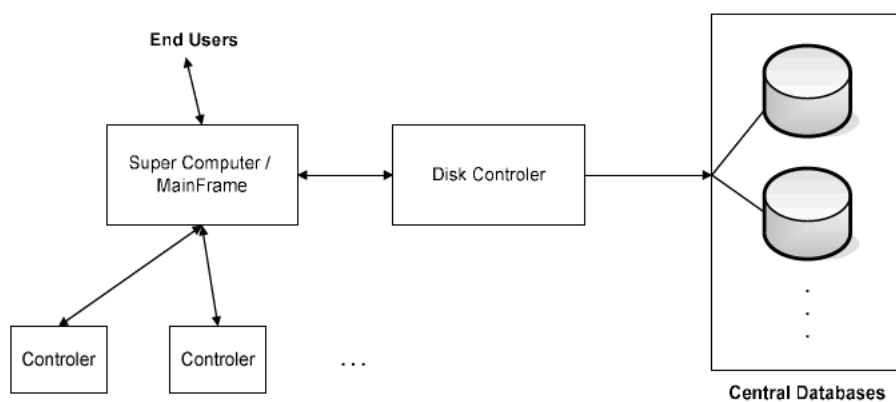 End Users
Super Computer /
MainFrame
Disk Controler
Controler
Controler
...
.
.
.
Central Databases